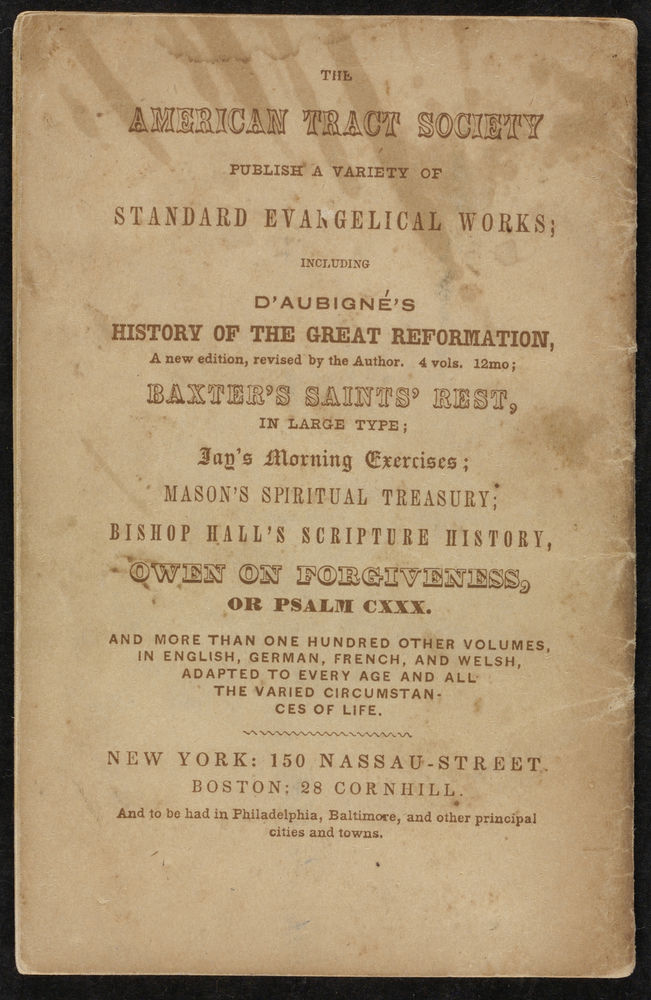 THE
AMERICAN TRACT SOCIETY
PUBLISH A VARIETY OF
STANDARD EVANGELICAL WORKS;
INCLUDING
D'AUBIGNÉ'S
HISTORY OF THE GREAT REFORMATION,
A new edition, revised by the Author. 4 vols. 12mo;
BAXTER'S SAINTS' REST,
IN LARGE TYPE;
Jay's Morning Exercises;
MASON'S SPIRITUAL TREASURY;
BISHOP HALL'S SCRIPTURE HISTORY,
OWEN ON FORGIVENESS,
OR PSALM CXXX.
AND MORE THAN ONE HUNDRED OTHER VOLUMES,
IN ENGLISH, GERMAN, FRENCH, AND WELSH,
ADAPTED TO EVERY AGE AND ALL
THE VARIED CIRCUMSTAN-
CES OF LIFE.
NEW YORK: 150 NASSAU-STREET.
BOSTON: 28 CORNHILL.
And to be had in Philadelphia, Baltimore, and other principal
cities and towns.